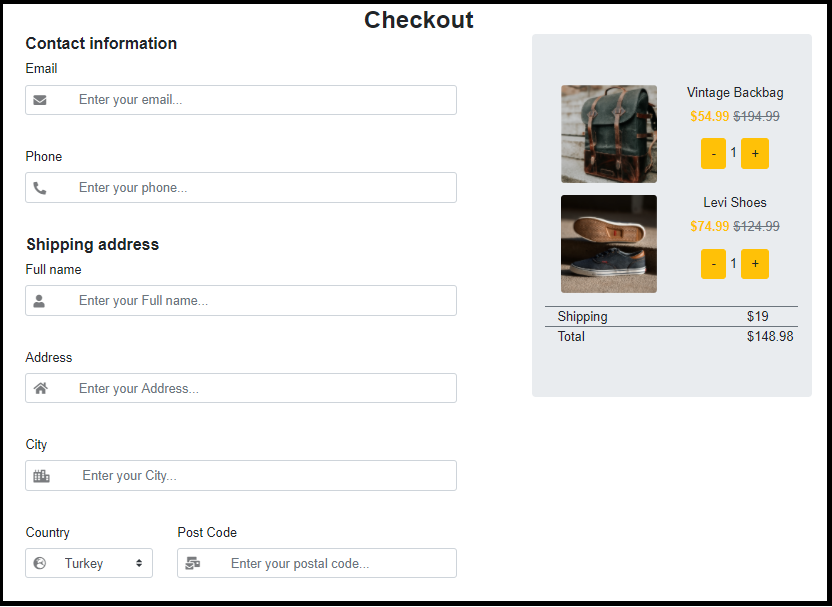 Checkout
Contact information
Email
Enter your email...
Phone
Enter your phone...
Shipping address
Full name
Enter your Full name...
Address
Enter your Address...
City
Enter your City...
Country
Turkey
Post Code
Enter your postal code...
Vintage Backbag
$54.99 $194.99
- 1 +
Levi Shoes
$74.99 $124.99
- 1 +
Shipping $19
Total $148.98